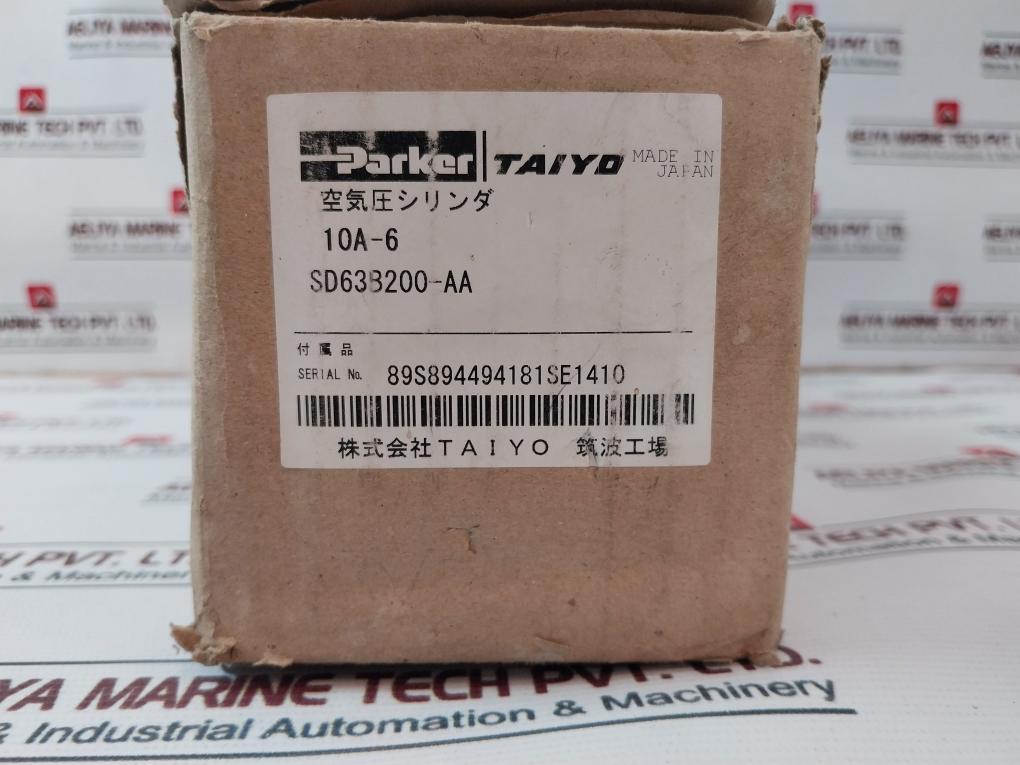 Parker TAIYO MADE IN
JAPAN
空気圧シリンダ
10A-6
SD63B200-AA
付属品
SERIAL No. 89S894494181SE1410
株式会社TAIYO 筑波工場
AEJYA MARINE TECH PVT. LTD.
& Industrial Automation & Machinery